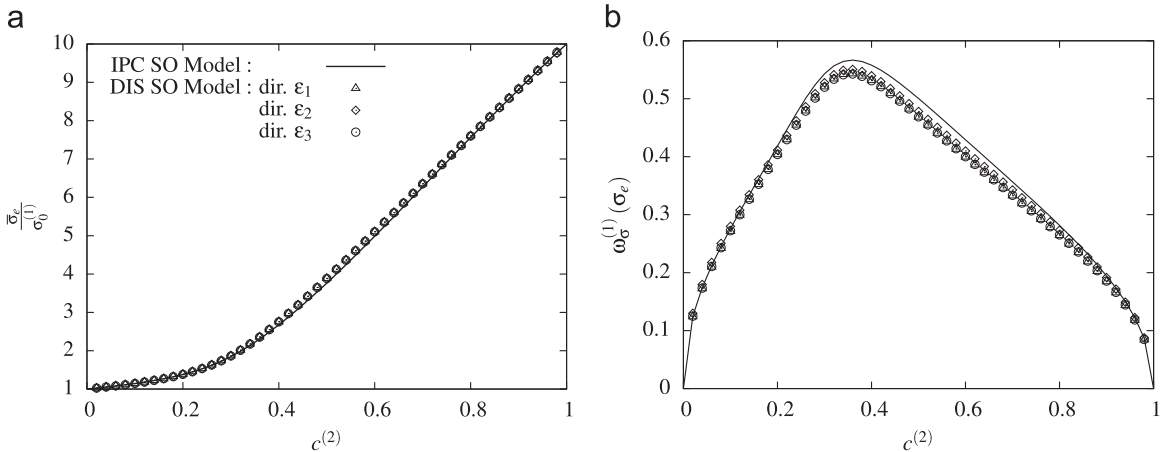 a
10
9
8
7
6
5
4
3
2
1
IPC SO Model :
DIS SO Model : dir. ε₁
dir. ε₂
dir. ε₃
σ̅ₑ
σ₀⁽¹⁾
0 0.2 0.4 0.6 0.8 1
c⁽²⁾
b
0.6
0.5
0.4
0.3
0.2
0.1
0
ω_σ⁽¹⁾(σₑ)
0 0.2 0.4 0.6 0.8 1
c⁽²⁾